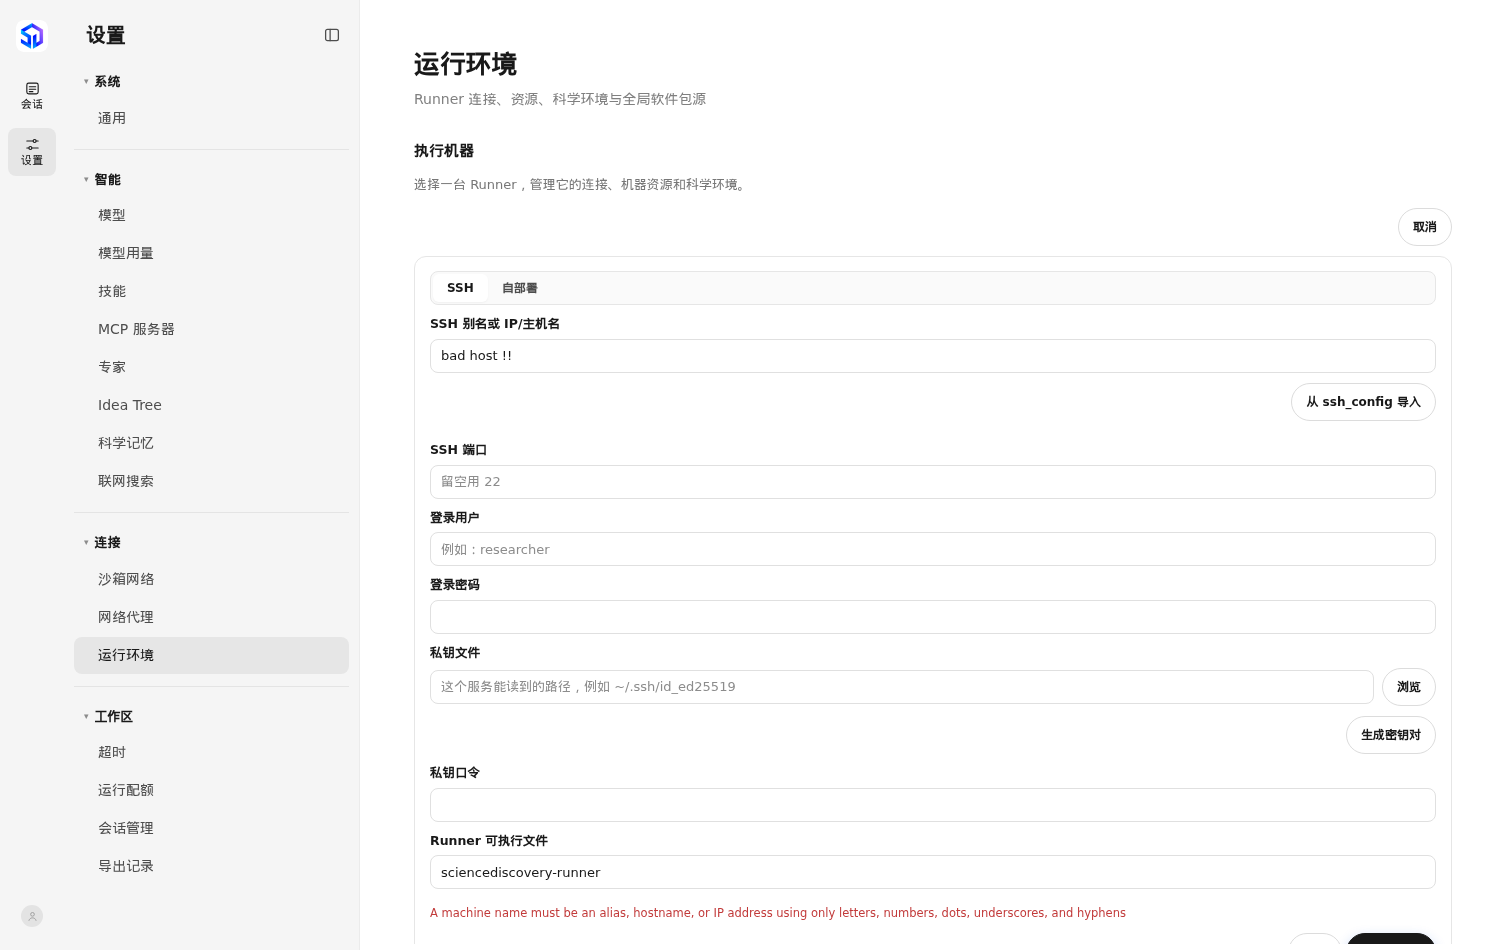 会话
设置
设置
系统
通用
智能
模型
模型用量
技能
MCP 服务器
专家
Idea Tree
科学记忆
联网搜索
连接
沙箱网络
网络代理
运行环境
工作区
超时
运行配额
会话管理
导出记录
运行环境
Runner 连接、资源、科学环境与全局软件包源
执行机器
选择一台 Runner，管理它的连接、机器资源和科学环境。
取消
SSH 自部署
SSH 别名或 IP/主机名
bad host !!
从 ssh_config 导入
SSH 端口
留空用 22
登录用户
例如：researcher
登录密码
私钥文件
这个服务能读到的路径，例如 ~/.ssh/id_ed25519
浏览
生成密钥对
私钥口令
Runner 可执行文件
sciencediscovery-runner
A machine name must be an alias, hostname, or IP address using only letters, numbers, dots, underscores, and hyphens